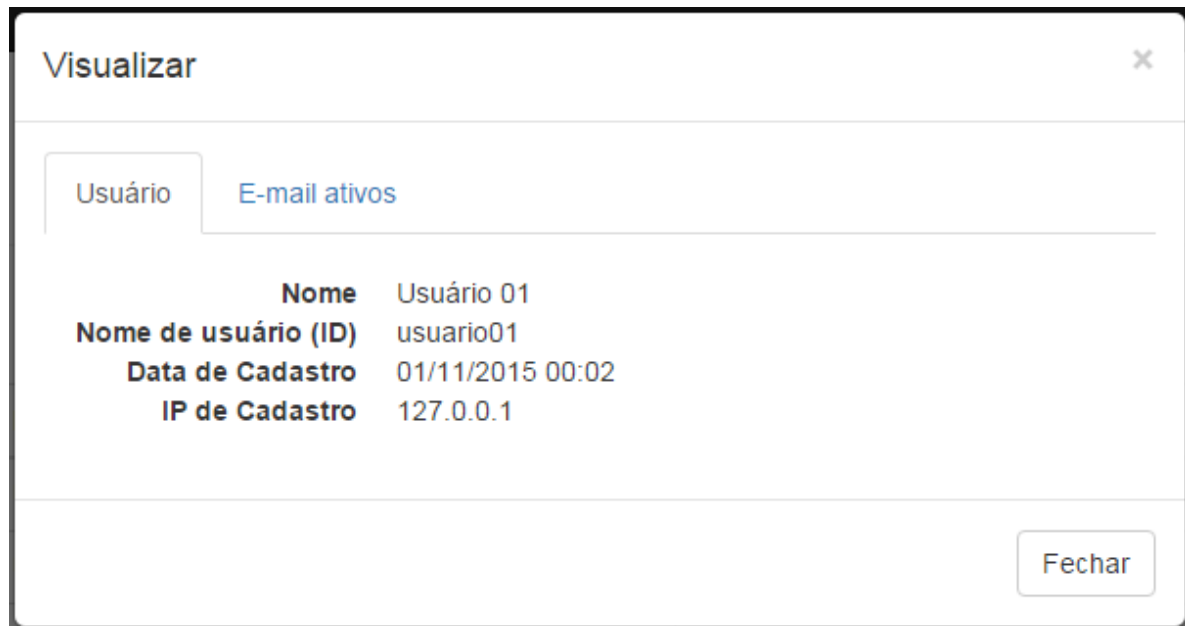 Visualizar ×
Usuário E-mail ativos
Nome Usuário 01
Nome de usuário (ID) usuario01
Data de Cadastro 01/11/2015 00:02
IP de Cadastro 127.0.0.1
Fechar